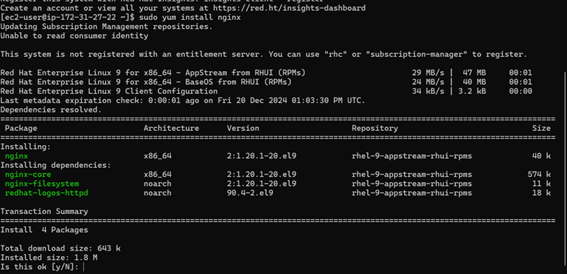 Create an account or view all your systems at https://red.ht/insights-dashboard
[ec2-user@ip-172-31-27-22 ~]$ sudo yum install nginx
Updating Subscription Management repositories.
Unable to read consumer identity
This system is not registered with an entitlement server. You can use "rhc" or "subscription-manager" to register.
Red Hat Enterprise Linux 9 for x86_64 - AppStream from RHUI (RPMs) 29 MB/s | 47 MB 00:01
Red Hat Enterprise Linux 9 for x86_64 - BaseOS from RHUI (RPMs) 24 MB/s | 40 MB 00:01
Red Hat Enterprise Linux 9 Client Configuration 34 kB/s | 3.2 kB 00:00
Last metadata expiration check: 0:00:01 ago on Fri 20 Dec 2024 01:03:30 PM UTC.
Dependencies resolved.
Package Architecture Version Repository Size
Installing:
nginx x86_64 2:1.20.1-20.el9 rhel-9-appstream-rhui-rpms 40 k
Installing dependencies:
nginx-core x86_64 2:1.20.1-20.el9 rhel-9-appstream-rhui-rpms 574 k
nginx-filesystem noarch 2:1.20.1-20.el9 rhel-9-appstream-rhui-rpms 11 k
redhat-logos-httpd noarch 90.4-2.el9 rhel-9-appstream-rhui-rpms 18 k
Transaction Summary
Install 4 Packages
Total download size: 643 k
Installed size: 1.8 M
Is this ok [y/N]: